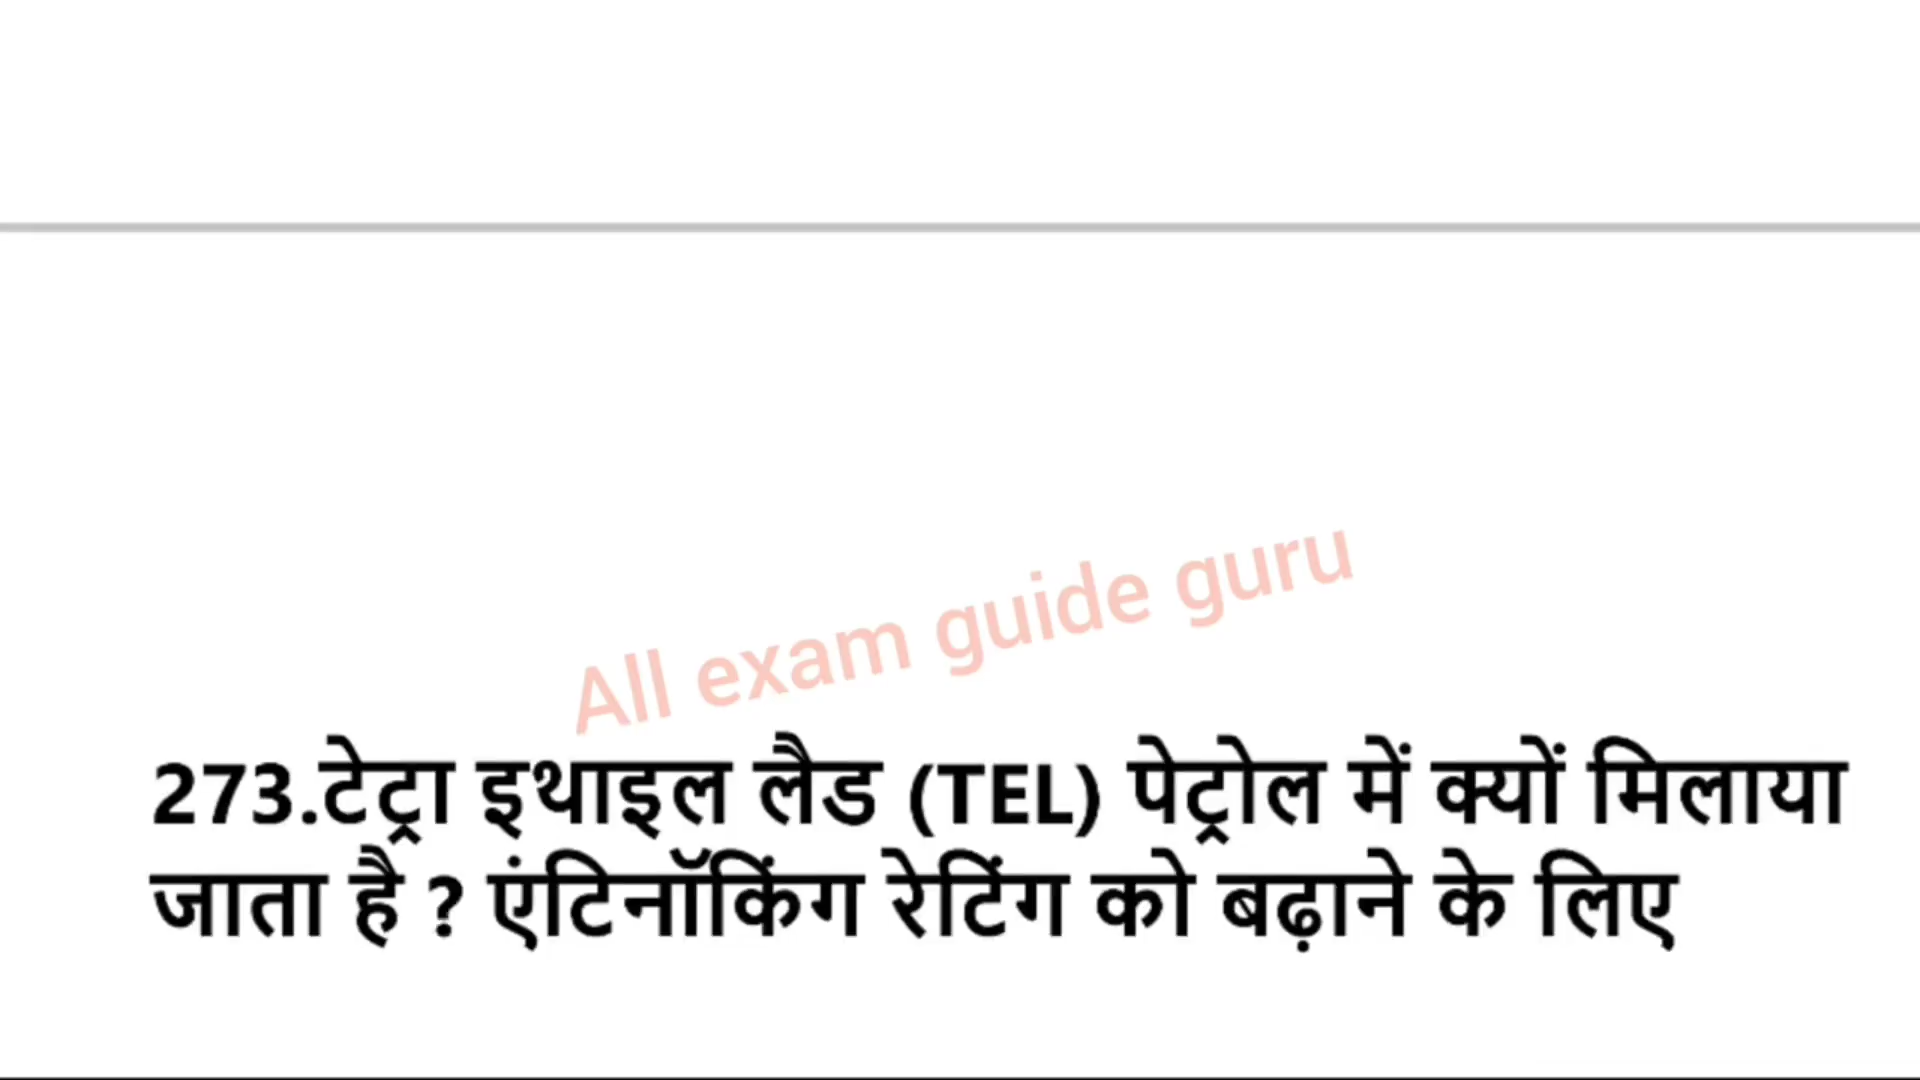 All exam guide guru
273.टेट्रा इथाइल लैड (TEL) पेट्रोल में क्यों मिलाया
जाता है ? एंटिनॉकिंग रेटिंग को बढ़ाने के लिए